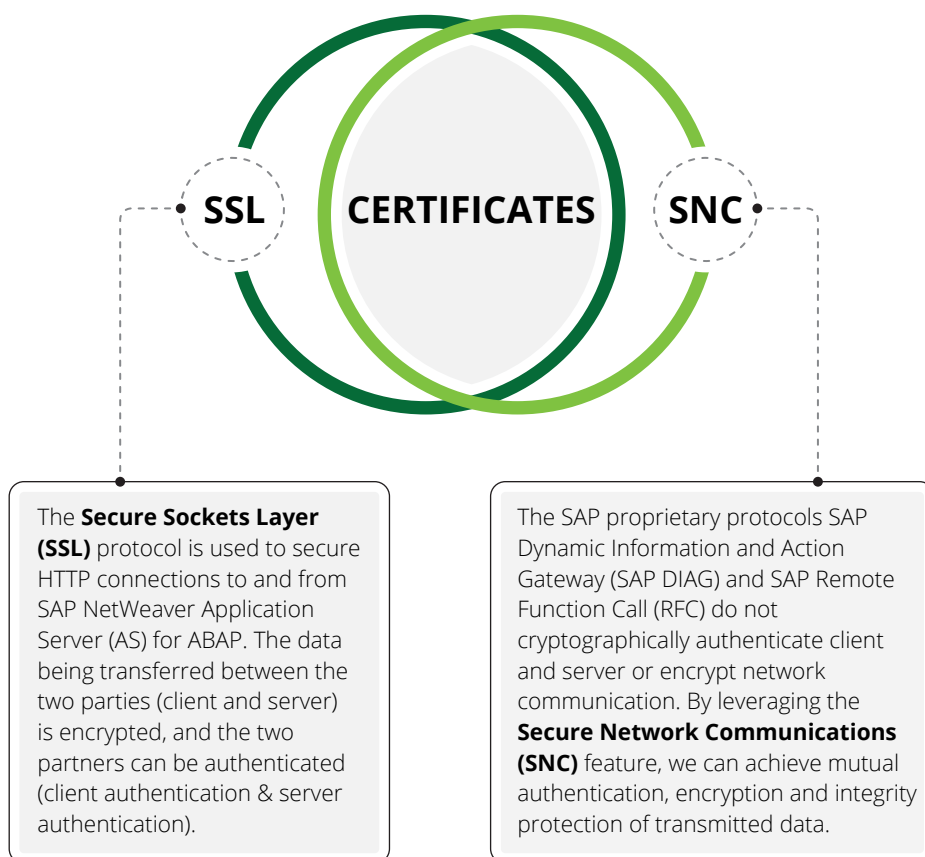 SSL
CERTIFICATES
SNC
The Secure Sockets Layer
(SSL) protocol is used to secure
HTTP connections to and from
SAP NetWeaver Application
Server (AS) for ABAP. The data
being transferred between the
two parties (client and server)
is encrypted, and the two
partners can be authenticated
(client authentication & server
authentication).
The SAP proprietary protocols SAP
Dynamic Information and Action
Gateway (SAP DIAG) and SAP Remote
Function Call (RFC) do not
cryptographically authenticate client
and server or encrypt network
communication. By leveraging the
Secure Network Communications
(SNC) feature, we can achieve mutual
authentication, encryption and integrity
protection of transmitted data.